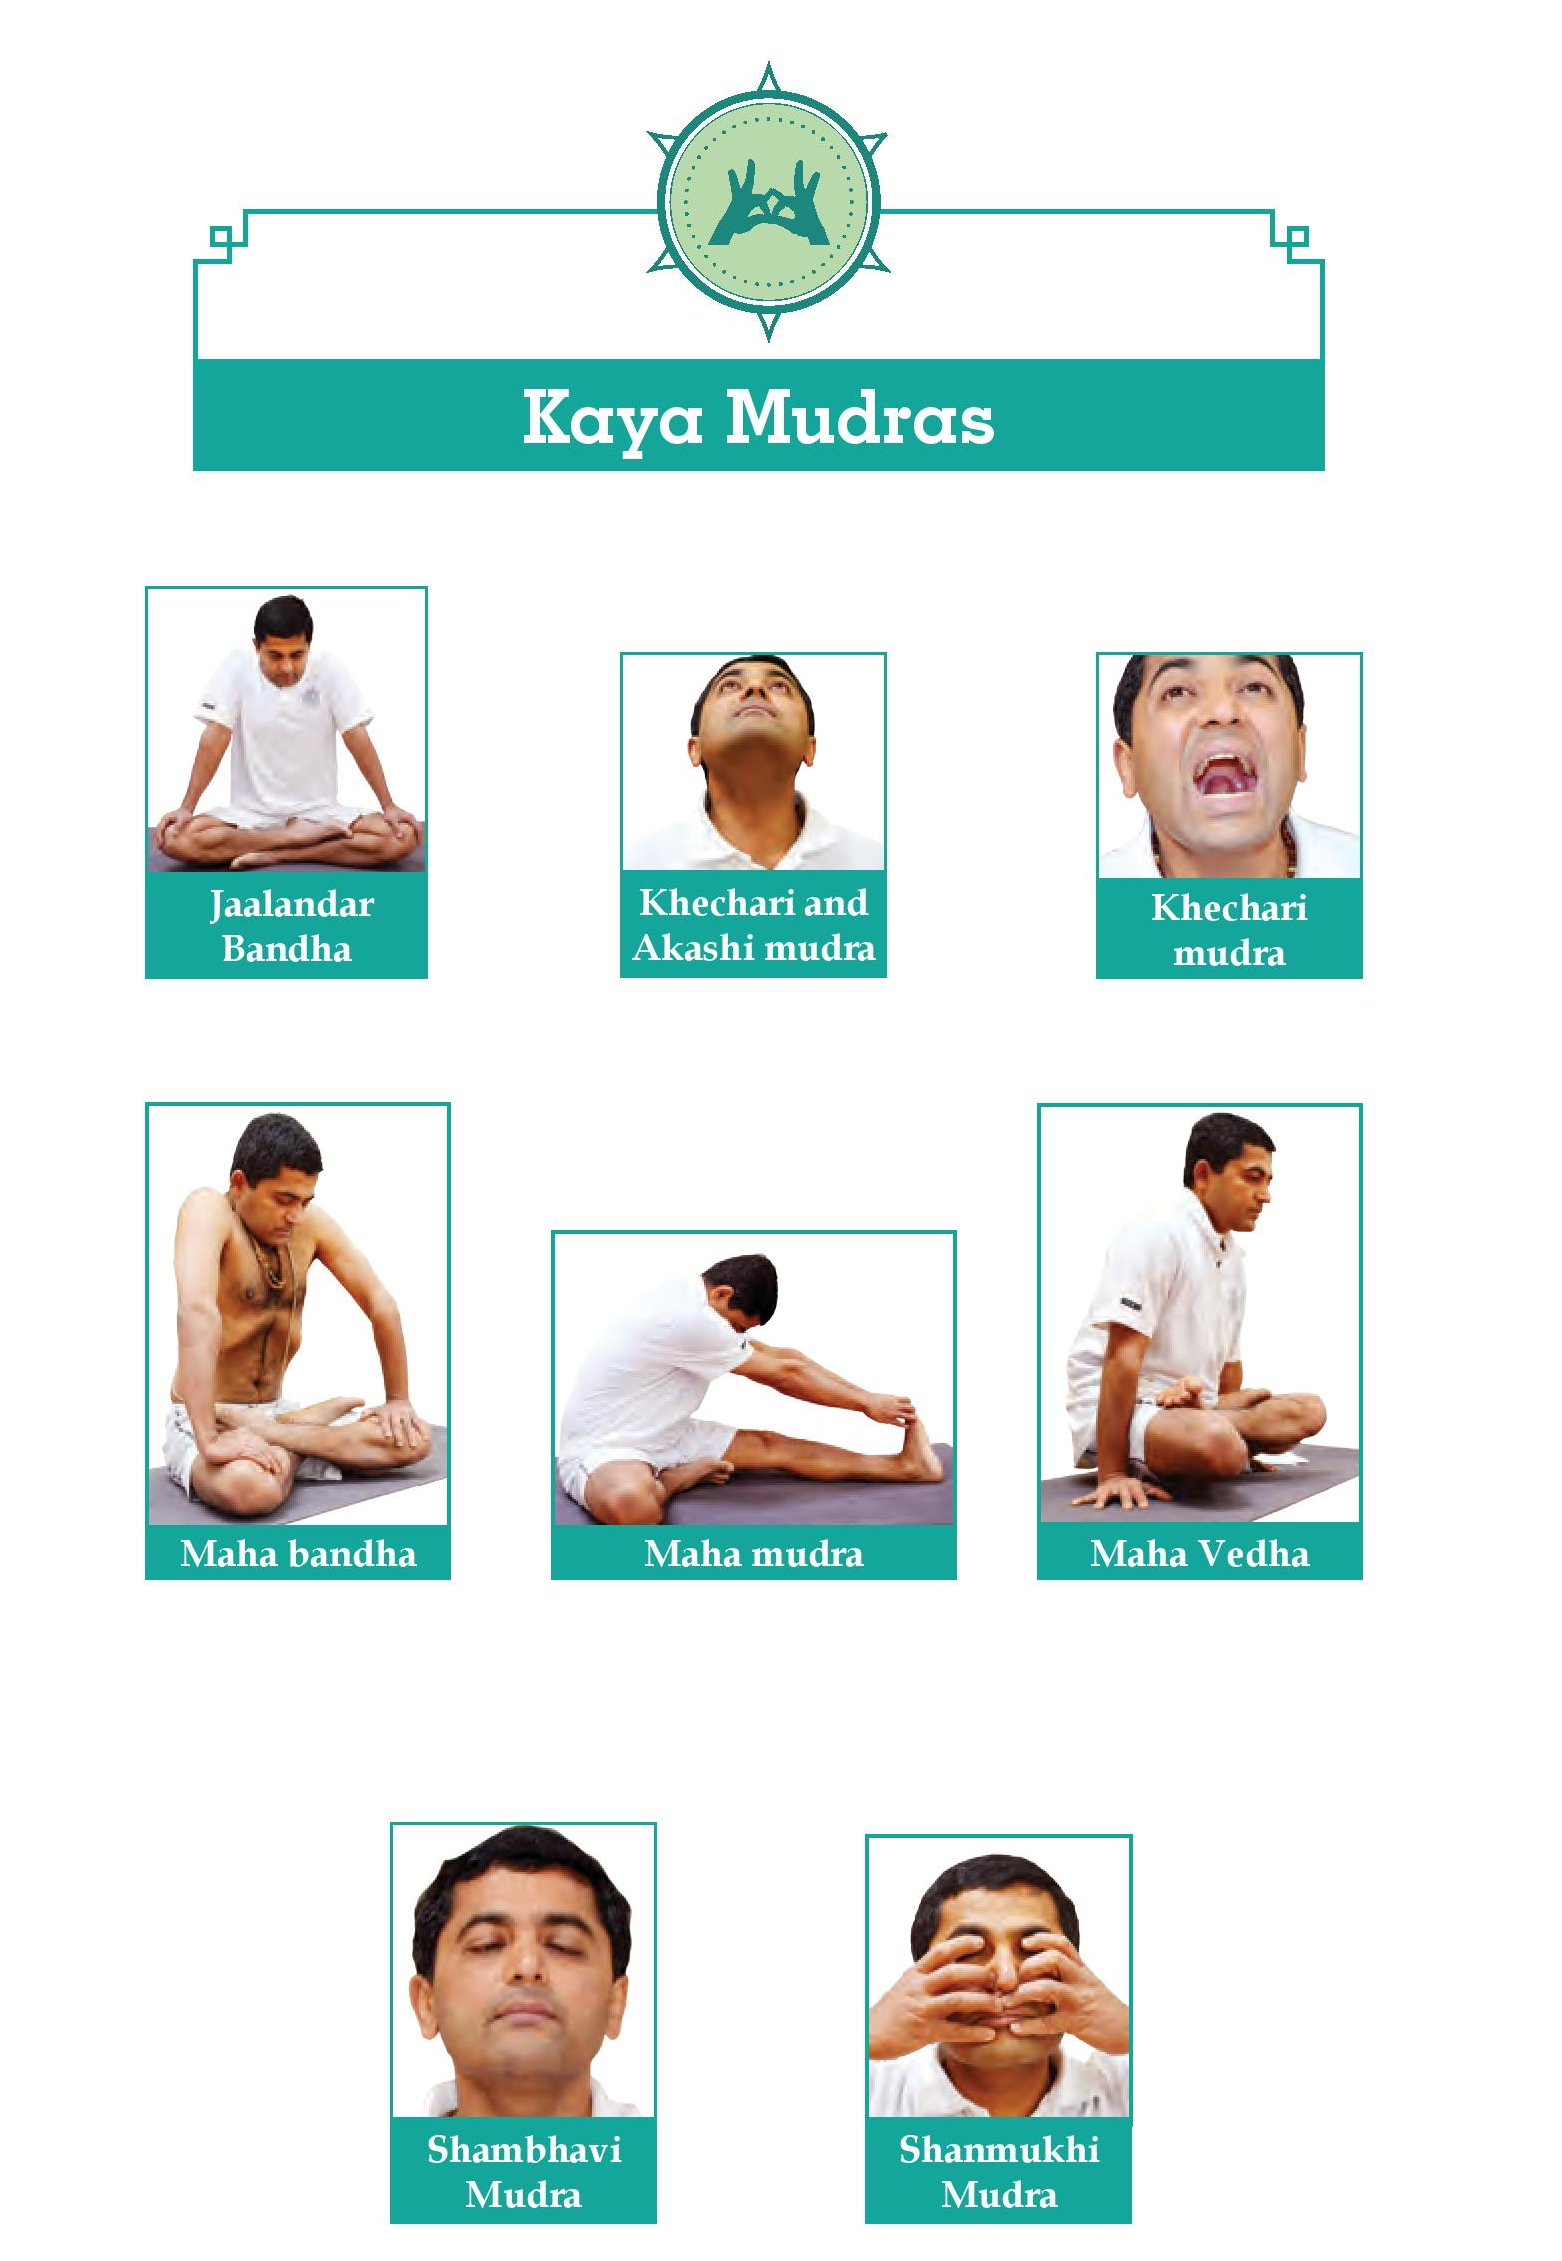 Kaya Mudras
Jaalandar
Bandha
Khechari and
Akashi mudra
Khechari
mudra
Maha bandha
Maha mudra
Maha Vedha
Shambhavi
Mudra
Shanmukhi
Mudra